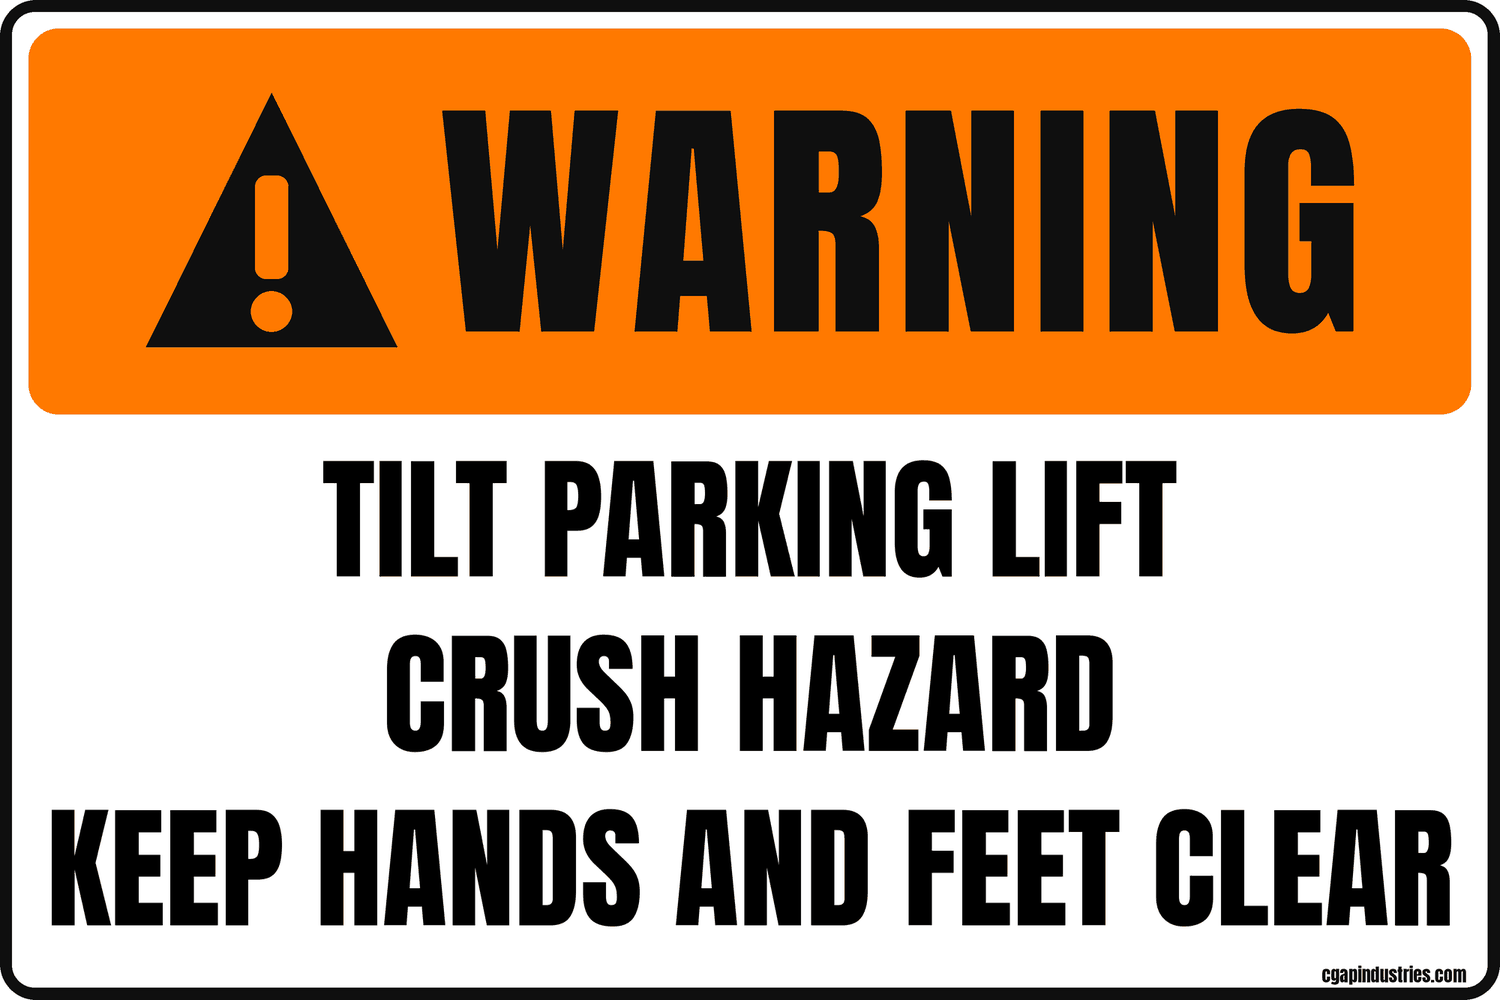 WARNING
TILT PARKING LIFT
CRUSH HAZARD
KEEP HANDS AND FEET CLEAR
cgapindustries.com